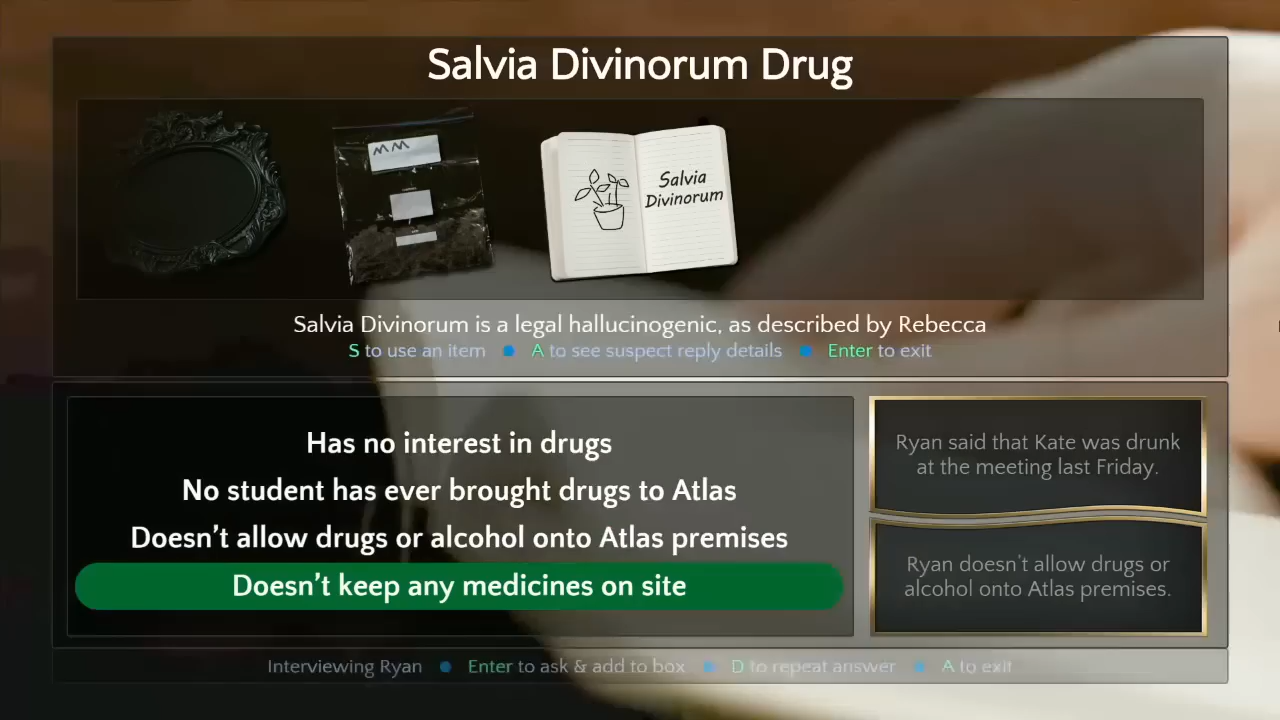 Salvia Divinorum Drug
MM
Salvia
Divinorum
Salvia Divinorum is a legal hallucinogenic, as described by Rebecca
S to use an item A to see suspect reply details Enter to exit
Has no interest in drugs
No student has ever brought drugs to Atlas
Doesn't allow drugs or alcohol onto Atlas premises
Doesn't keep any medicines on site
Ryan said that Kate was drunk
at the meeting last Friday.
Ryan doesn't allow drugs or
alcohol onto Atlas premises.
Interviewing Ryan Enter to ask & add to box D to repeat answer A to exit